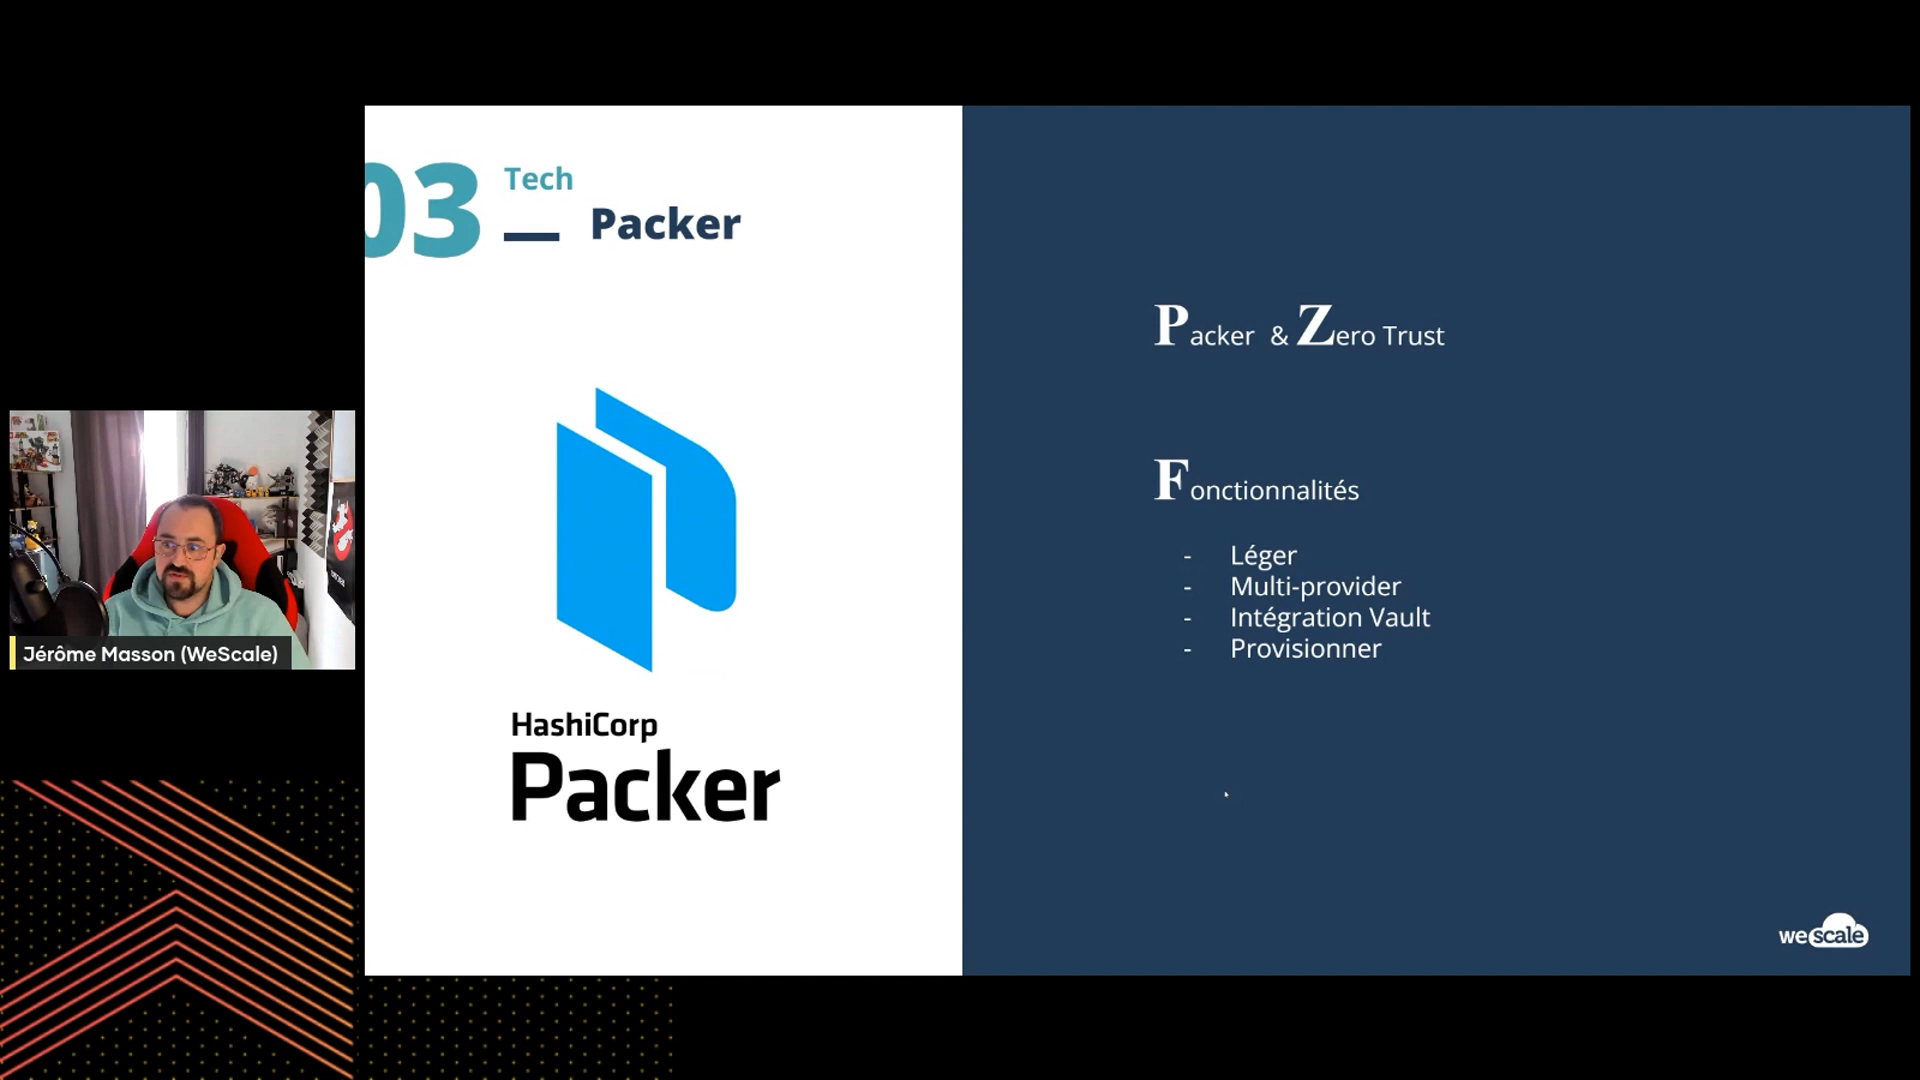 03
Tech
Packer
HashiCorp
Packer
Packer & Zero Trust
Fonctionnalités
- Léger
- Multi-provider
- Intégration Vault
- Provisionner
wescale
Jérôme Masson (WeScale)